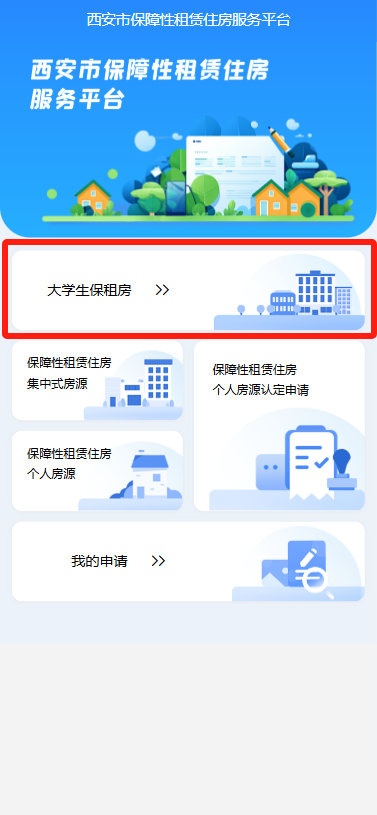 西安市保障性租赁住房服务平台
西安市保障性租赁住房
服务平台
大学生保租房 >>
保障性租赁住房
集中式房源
保障性租赁住房
个人房源认定申请
保障性租赁住房
个人房源
我的申请 >>